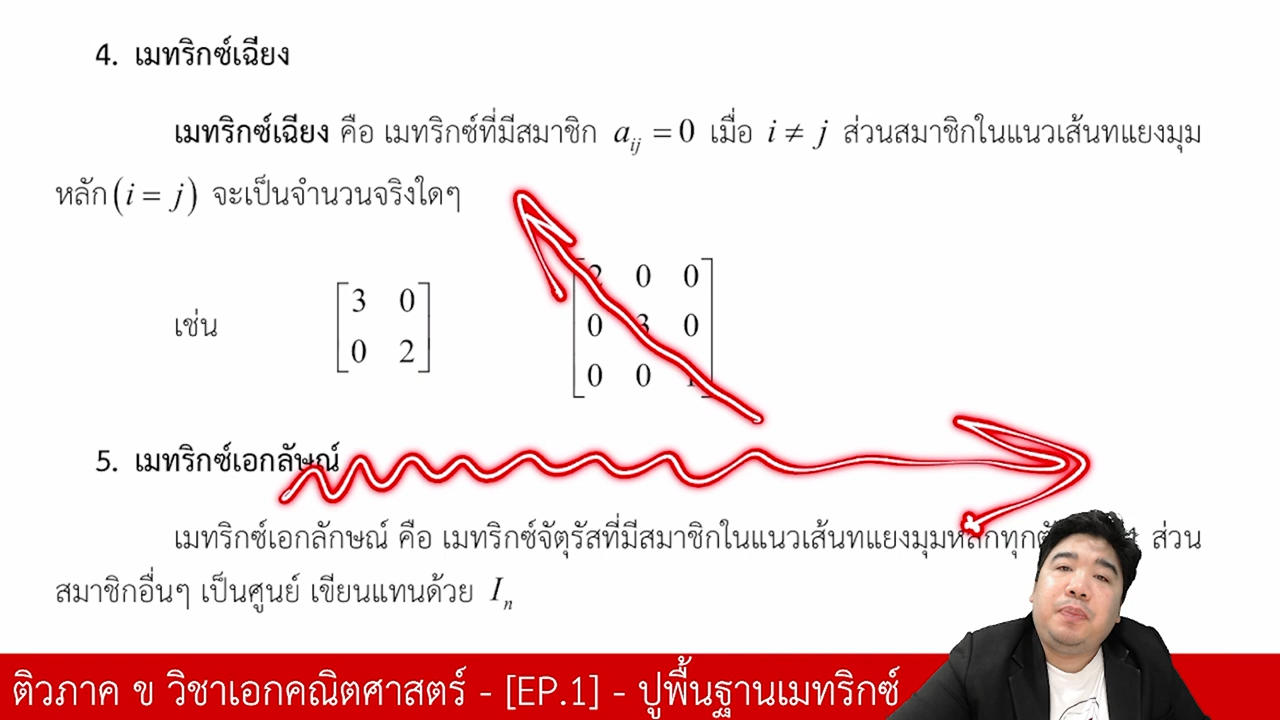 4. เมทริกซ์เฉียง
เมทริกซ์เฉียง คือ เมทริกซ์ที่มีสมาชิก a_{ij} = 0 เมื่อ i ≠ j ส่วนสมาชิกในแนวเส้นทแยงมุม
หลัก (i = j) จะเป็นจำนวนจริงใดๆ
เช่น
3 0
0 2
2 0 0
0 3 0
0 0 1
5. เมทริกซ์เอกลักษณ์
เมทริกซ์เอกลักษณ์ คือ เมทริกซ์จัตุรัสที่มีสมาชิกในแนวเส้นทแยงมุมหลักทุก ส่วน
สมาชิกอื่นๆ เป็นศูนย์ เขียนแทนด้วย I_n
ติวภาค ข วิชาเอกคณิตศาสตร์ - [EP.1] - ปูพื้นฐานเมทริกซ์